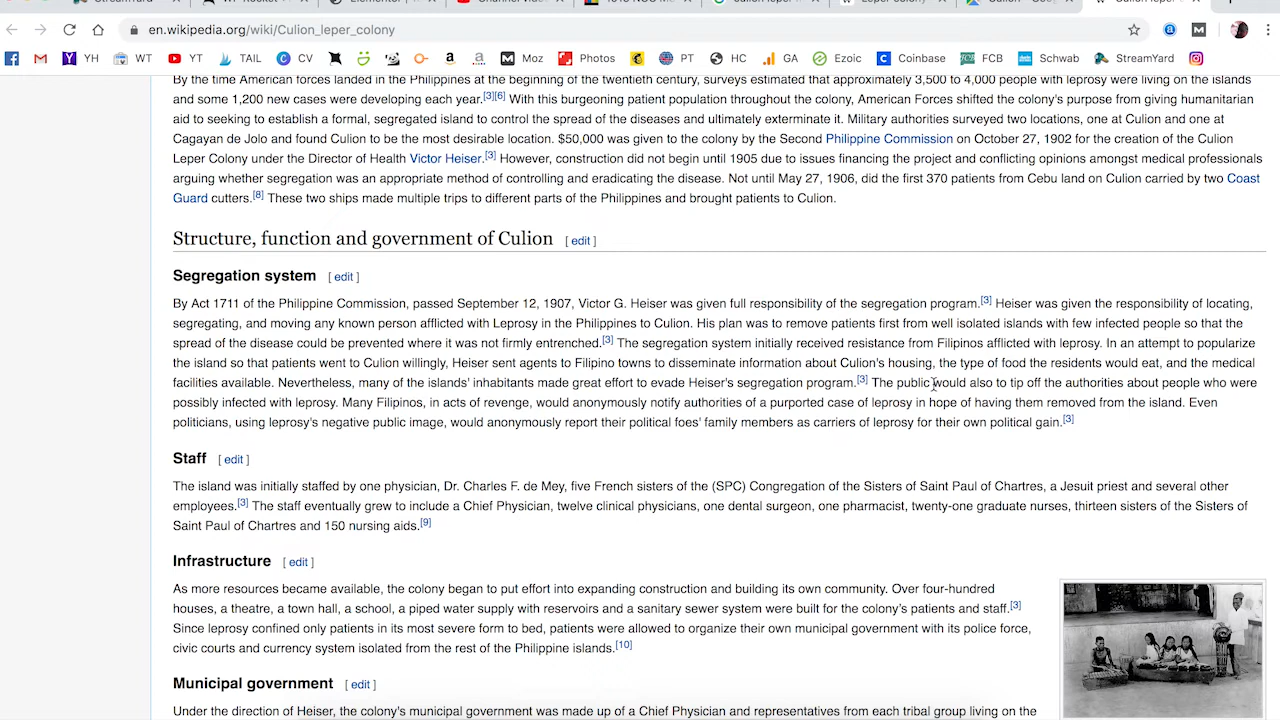 en.wikipedia.org/wiki/Culion_leper_colony
YH WT YT TAIL CV Moz Photos PT HC GA Ezoic Coinbase FCB Schwab StreamYard
By the time American forces landed in the Philippines at the beginning of the twentieth century, surveys estimated that approximately 3,500 to 4,000 people with leprosy were living on the islands
and some 1,200 new cases were developing each year.[3][6] With this burgeoning patient population throughout the colony, American Forces shifted the colony's purpose from giving humanitarian
aid to seeking to establish a formal, segregated island to control the spread of the diseases and ultimately exterminate it. Military authorities surveyed two locations, one at Culion and one at
Cagayan de Jolo and found Culion to be the most desirable location. $50,000 was given to the colony by the Second Philippine Commission on October 27, 1902 for the creation of the Culion
Leper Colony under the Director of Health Victor Heiser.[3] However, construction did not begin until 1905 due to issues financing the project and conflicting opinions amongst medical professionals
arguing whether segregation was an appropriate method of controlling and eradicating the disease. Not until May 27, 1906, did the first 370 patients from Cebu land on Culion carried by two Coast
Guard cutters.[8] These two ships made multiple trips to different parts of the Philippines and brought patients to Culion.
Structure, function and government of Culion [ edit ]
Segregation system [ edit ]
By Act 1711 of the Philippine Commission, passed September 12, 1907, Victor G. Heiser was given full responsibility of the segregation program.[3] Heiser was given the responsibility of locating,
segregating, and moving any known person afflicted with Leprosy in the Philippines to Culion. His plan was to remove patients first from well isolated islands with few infected people so that the
spread of the disease could be prevented where it was not firmly entrenched.[3] The segregation system initially received resistance from Filipinos afflicted with leprosy. In an attempt to popularize
the island so that patients went to Culion willingly, Heiser sent agents to Filipino towns to disseminate information about Culion's housing, the type of food the residents would eat, and the medical
facilities available. Nevertheless, many of the islands' inhabitants made great effort to evade Heiser's segregation program.[3] The public would also to tip off the authorities about people who were
possibly infected with leprosy. Many Filipinos, in acts of revenge, would anonymously notify authorities of a purported case of leprosy in hope of having them removed from the island. Even
politicians, using leprosy's negative public image, would anonymously report their political foes' family members as carriers of leprosy for their own political gain.[3]
Staff [ edit ]
The island was initially staffed by one physician, Dr. Charles F. de Mey, five French sisters of the (SPC) Congregation of the Sisters of Saint Paul of Chartres, a Jesuit priest and several other
employees.[3] The staff eventually grew to include a Chief Physician, twelve clinical physicians, one dental surgeon, one pharmacist, twenty-one graduate nurses, thirteen sisters of the Sisters of
Saint Paul of Chartres and 150 nursing aids.[9]
Infrastructure [ edit ]
As more resources became available, the colony began to put effort into expanding construction and building its own community. Over four-hundred
houses, a theatre, a town hall, a school, a piped water supply with reservoirs and a sanitary sewer system were built for the colony's patients and staff.[3]
Since leprosy confined only patients in its most severe form to bed, patients were allowed to organize their own municipal government with its police force,
civic courts and currency system isolated from the rest of the Philippine islands.[10]
Municipal government [ edit ]
Under the direction of Heiser, the colony's municipal government was made up of a Chief Physician and representatives from each tribal group living on the